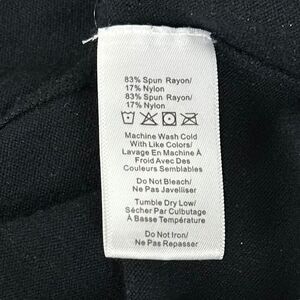 83% Spun Rayon/
17% Nylon
83% Spun Rayon/
17% Nylon
Machine Wash Cold
With Like Colors/
Lavage En Machine À
Froid Avec Des
Couleurs Semblables
Do Not Bleach/
Ne Pas Javelliser
Tumble Dry Low/
Sécher Par Culbutage
À Basse Température
Do Not Iron/
Ne Pas Repasser